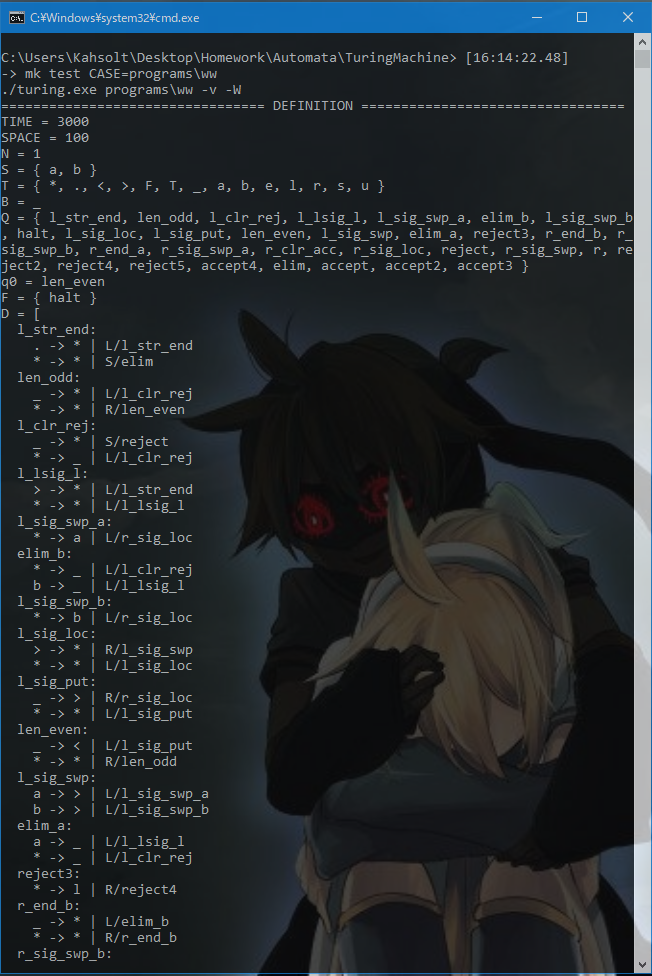 C:¥Windows¥system32¥cmd.exe
C:\Users\Kahsolt\Desktop\Homework\Automata\TuringMachine> [16:14:22.48]
-> mk test CASE=programs\ww
./turing.exe programs\ww -v -W
================================= DEFINITION =================================
TIME = 3000
SPACE = 100
N = 1
S = { a, b }
T = { *, ., <, >, F, T, _, a, b, e, l, r, s, u }
B = _
Q = { l_str_end, len_odd, l_clr_rej, l_lsig_l, l_sig_swp_a, elim_b, l_sig_swp_b
, halt, l_sig_loc, l_sig_put, len_even, l_sig_swp, elim_a, reject3, r_end_b, r_
sig_swp_b, r_end_a, r_sig_swp_a, r_clr_acc, r_sig_loc, reject, r_sig_swp, r, re
ject2, reject4, reject5, accept4, elim, accept, accept2, accept3 }
q0 = len_even
F = { halt }
D = [
  l_str_end:
    . -> * | L/l_str_end
    * -> * | S/elim
  len_odd:
    _ -> * | L/l_clr_rej
    * -> * | R/len_even
  l_clr_rej:
    _ -> * | S/reject
    * -> _ | L/l_clr_rej
  l_lsig_l:
    > -> * | L/l_str_end
    * -> * | L/l_lsig_l
  l_sig_swp_a:
    * -> a | L/r_sig_loc
  elim_b:
    * -> _ | L/l_clr_rej
    b -> _ | L/l_lsig_l
  l_sig_swp_b:
    * -> b | L/r_sig_loc
  l_sig_loc:
    > -> * | R/l_sig_swp
    * -> * | L/l_sig_loc
  l_sig_put:
    _ -> > | R/r_sig_loc
    * -> * | L/l_sig_put
  len_even:
    _ -> < | L/l_sig_put
    * -> * | R/len_odd
  l_sig_swp:
    a -> > | L/l_sig_swp_a
    b -> > | L/l_sig_swp_b
  elim_a:
    a -> _ | L/l_lsig_l
    * -> _ | L/l_clr_rej
  reject3:
    * -> l | R/reject4
  r_end_b:
    _ -> * | L/elim_b
    * -> * | R/r_end_b
  r_sig_swp_b: